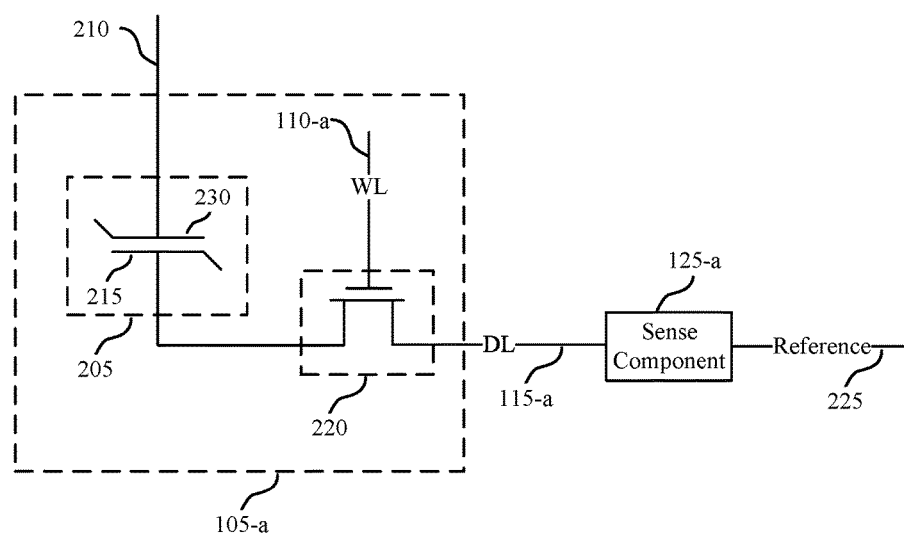 210
110-a
WL
230
125-a
215
Sense
Component
DL
Reference
205
115-a
225
220
105-a